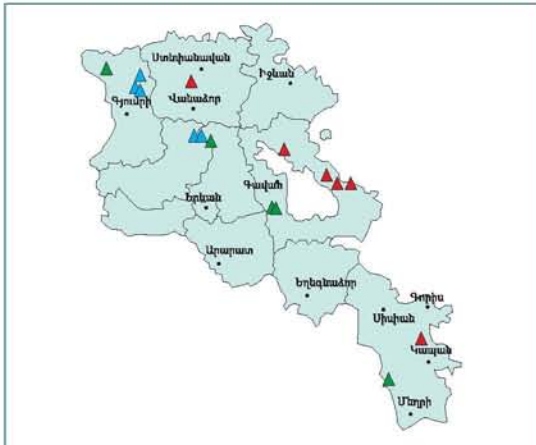 Ստեփանավան
Իջևան
Վանաձոր
Գյումրի
Գավառ
Երևան
Արարատ
Եղեգնաձոր
Գորիս
Սիսիան
Կապան
Մեղրի